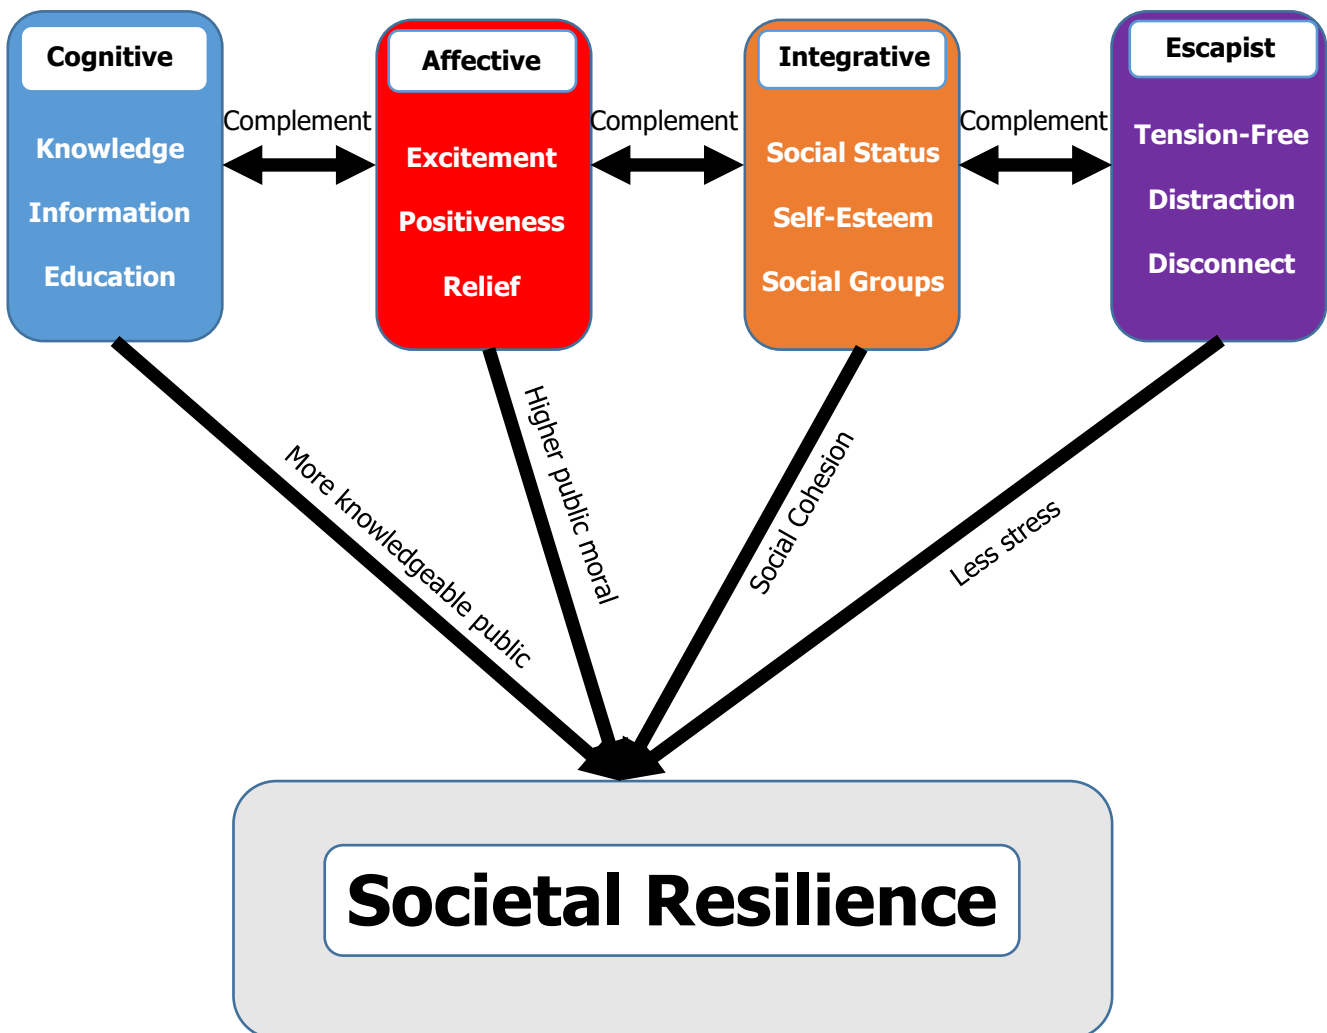 Cognitive
Knowledge
Information
Education
Complement
Affective
Excitement
Positiveness
Relief
Complement
Integrative
Social Status
Self-Esteem
Social Groups
Complement
Escapist
Tension-Free
Distraction
Disconnect
More knowledgeable public
Higher public moral
Social Cohesion
Less stress
Societal Resilience